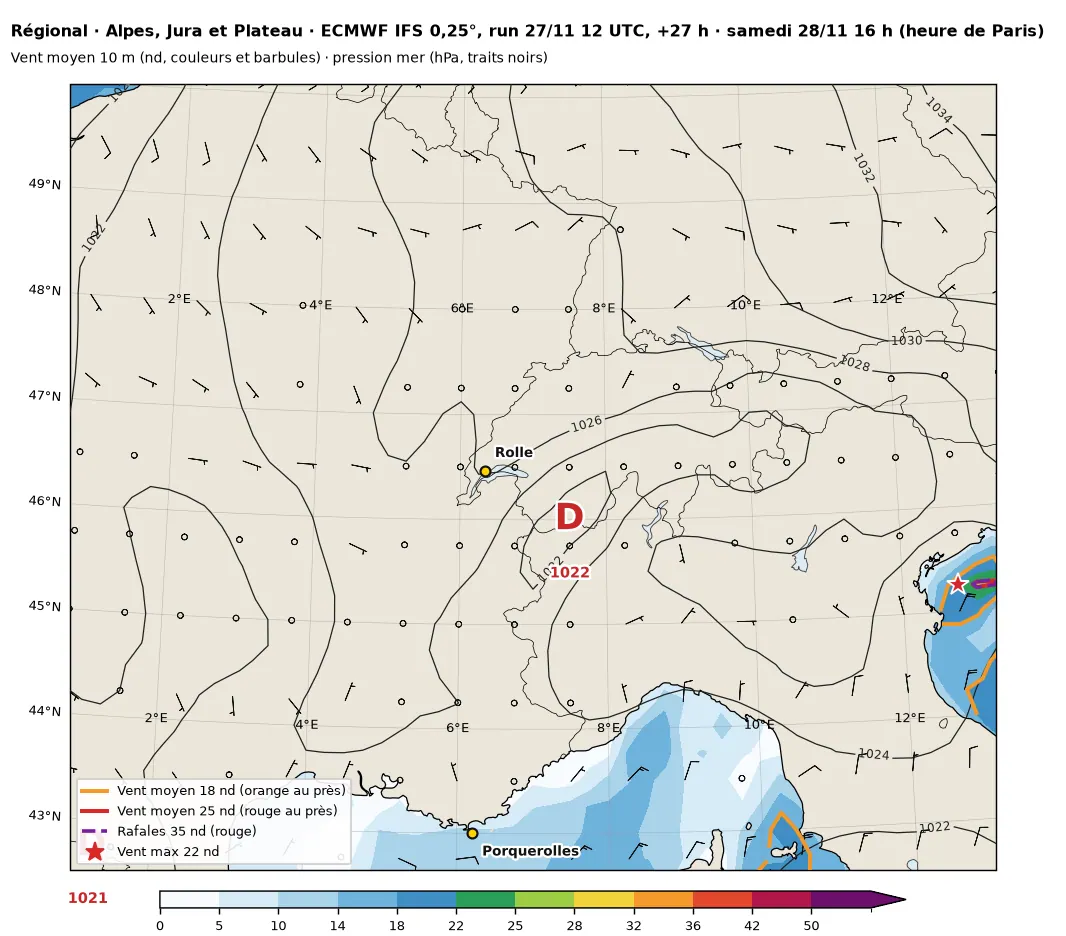 Régional · Alpes, Jura et Plateau · ECMWF IFS 0,25°, run 27/11 12 UTC, +27 h · samedi 28/11 16 h (heure de Paris)
Vent moyen 10 m (nd, couleurs et barbules) · pression mer (hPa, traits noirs)
1034
49°N
1032
1022
48°N
2°E
4°E
6°E
8°E
10°E
12°E
1030
1028
47°N
1026
Rolle
46°N
D
1022
1022
45°N
44°N
2°E
4°E
6°E
8°E
10°E
12°E
1024
43°N
Vent moyen 18 nd (orange au près)
Vent moyen 25 nd (rouge au près)
Rafales 35 nd (rouge)
Vent max 22 nd
1022
Porquerolles
1021
0 5 10 14 18 22 25 28 32 36 42 50